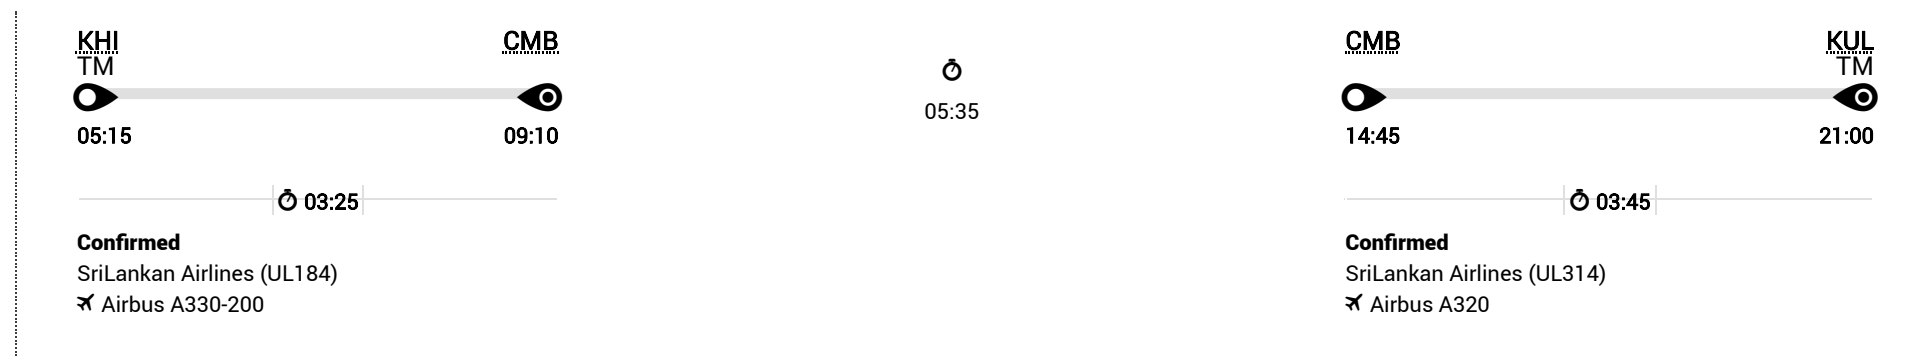 KHI
TM
CMB
05:15
09:10
03:25
Confirmed
SriLankan Airlines (UL184)
Airbus A330-200
05:35
CMB
KUL
TM
14:45
21:00
03:45
Confirmed
SriLankan Airlines (UL314)
Airbus A320